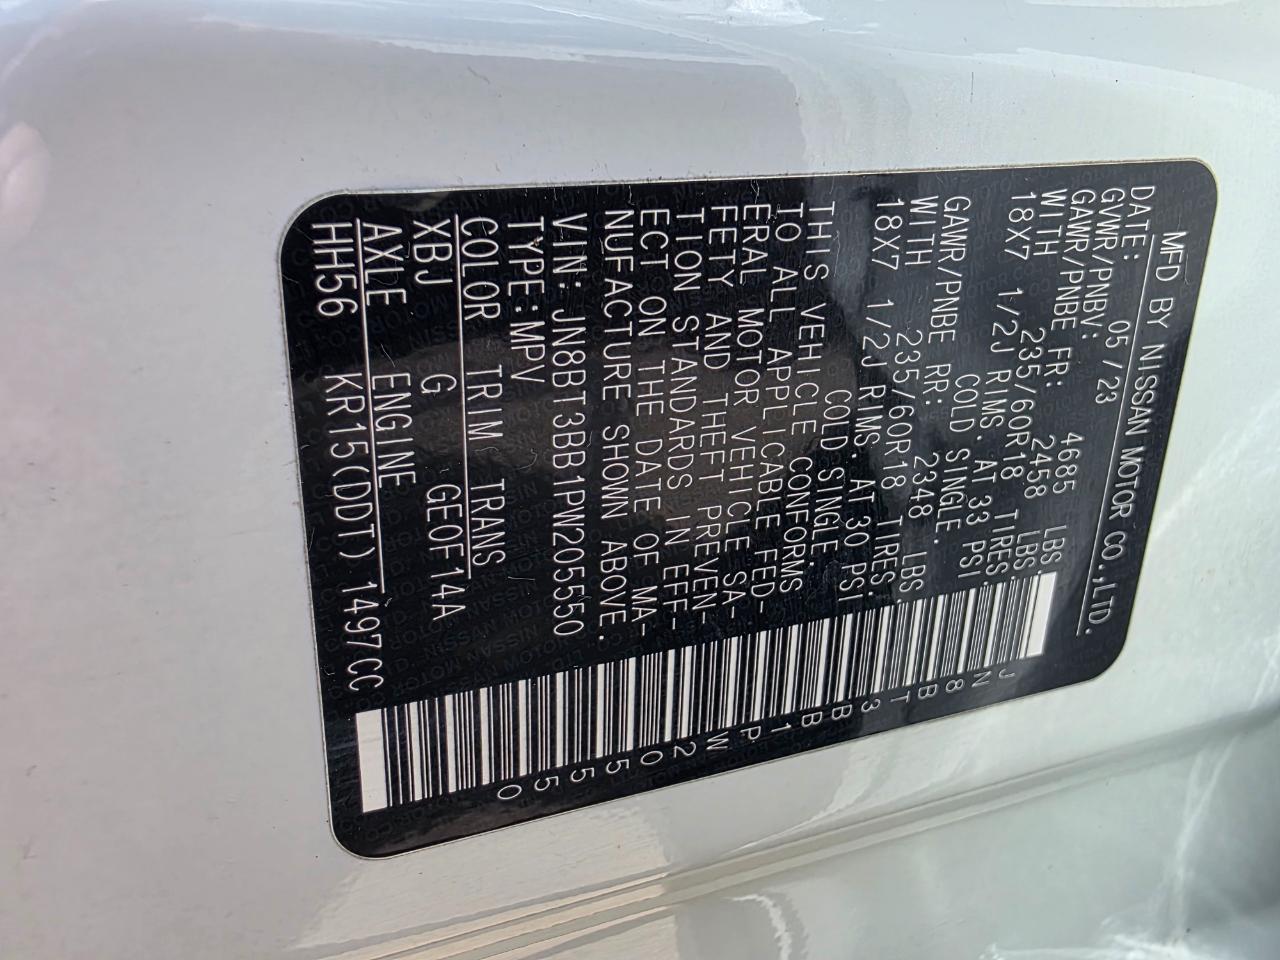 MFD BY NISSAN MOTOR CO.,LTD.
DATE: 05/23
GVWR/PNBV: 4685 LBS
GAWR/PNBE FR: 2458 LBS
WITH 235/60R18 TIRES.
18X7 1/2J RIMS. AT 33 PSI
COLD SINGLE.
GAWR/PNBE RR: 2348 LBS.
WITH 235/60R18 TIRES.
18X7 1/2J RIMS. AT 30 PSI
COLD SINGLE.
THIS VEHICLE CONFORMS
TO ALL APPLICABLE FED-
ERAL MOTOR VEHICLE SA-
FETY AND THEFT PREVEN-
TION STANDARDS IN EFF-
ECT ON THE DATE OF MA-
NUFACTURE SHOWN ABOVE.
VIN: JN8BT3BB1PW205550
TYPE:MPV
COLOR TRIM TRANS
XBJ G GE0F14A
AXLE ENGINE
HH56 KR15(DDT) 1497CC
JN8BT3BB1PW205550